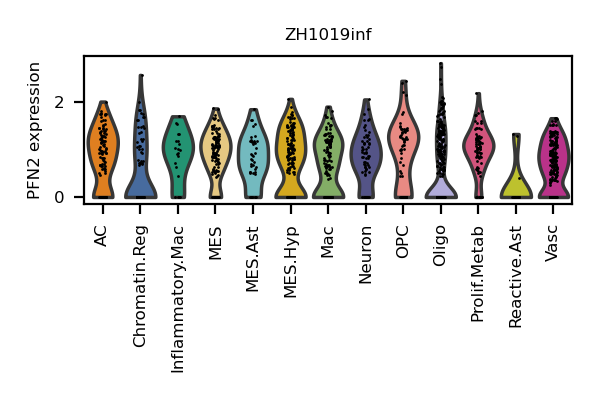 ZH1019inf
PFN2 expression
2
0
AC
Chromatin.Reg
Inflammatory.Mac
MES
MES.Ast
MES.Hyp
Mac
Neuron
OPC
Oligo
Prolif.Metab
Reactive.Ast
Vasc